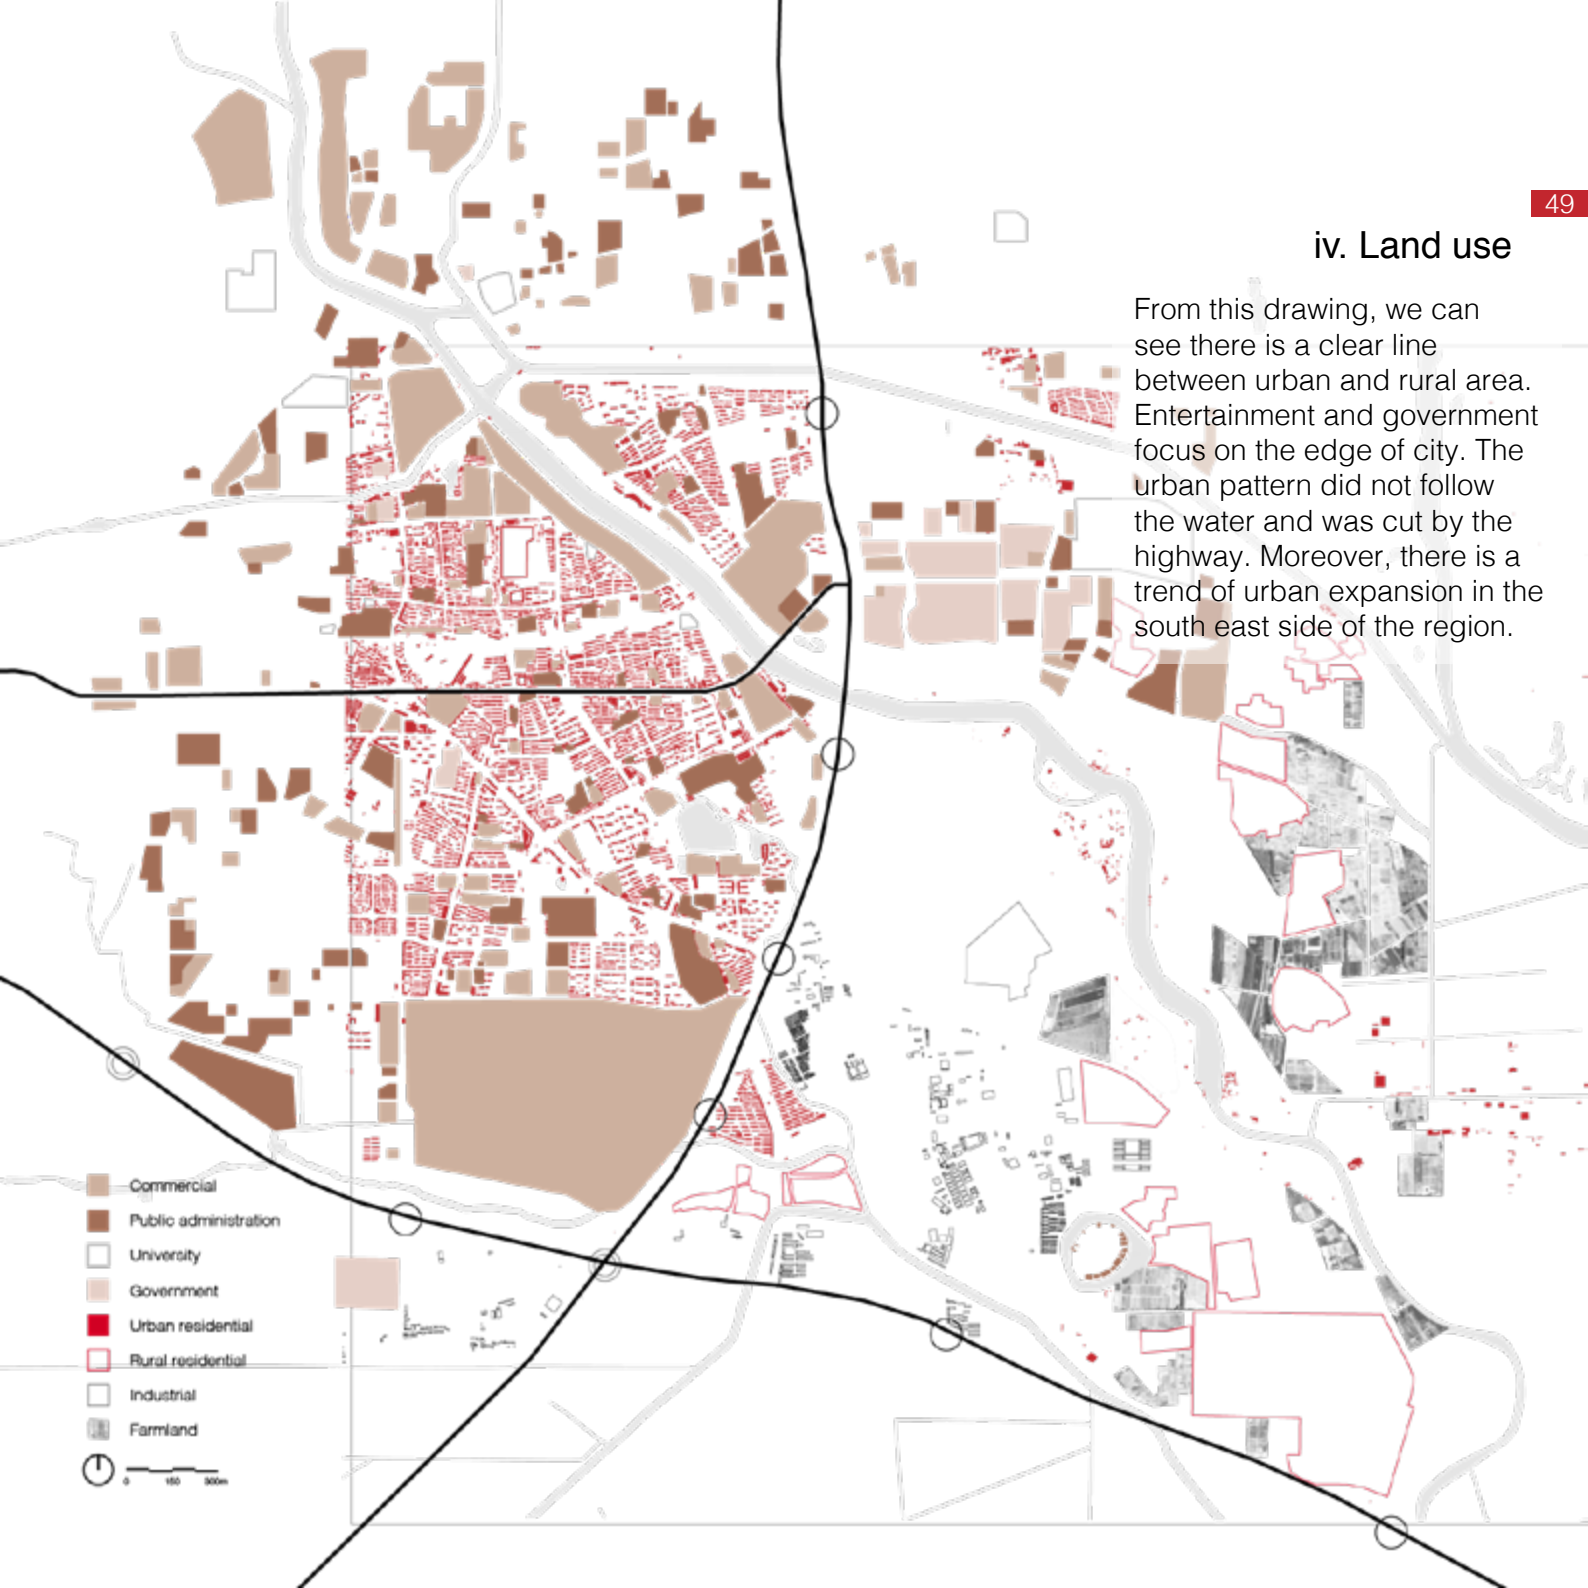 49
iv. Land use
From this drawing, we can
see there is a clear line
between urban and rural area.
Entertainment and government
focus on the edge of city. The
urban pattern did not follow
the water and was cut by the
highway. Moreover, there is a
trend of urban expansion in the
south east side of the region.
Commercial
Public administration
University
Government
Urban residential
Rural residential
Industrial
Farmland
0 150 300m